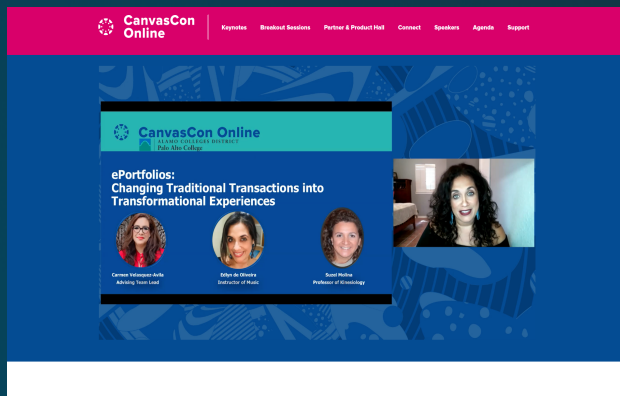 CanvasCon
Online
Keynotes
Breakout Sessions
Partner & Product Hall
Connect
Speakers
Agenda
Support
CanvasCon Online
ALAMO COLLEGES DISTRICT
Palo Alto College
ePortfolios:
Changing Traditional Transactions into
Transformational Experiences
Carmen Velasquez-Avila
Advising Team Lead
Edlyn de Oliveira
Instructor of Music
Suzel Molina
Professor of Kinesiology